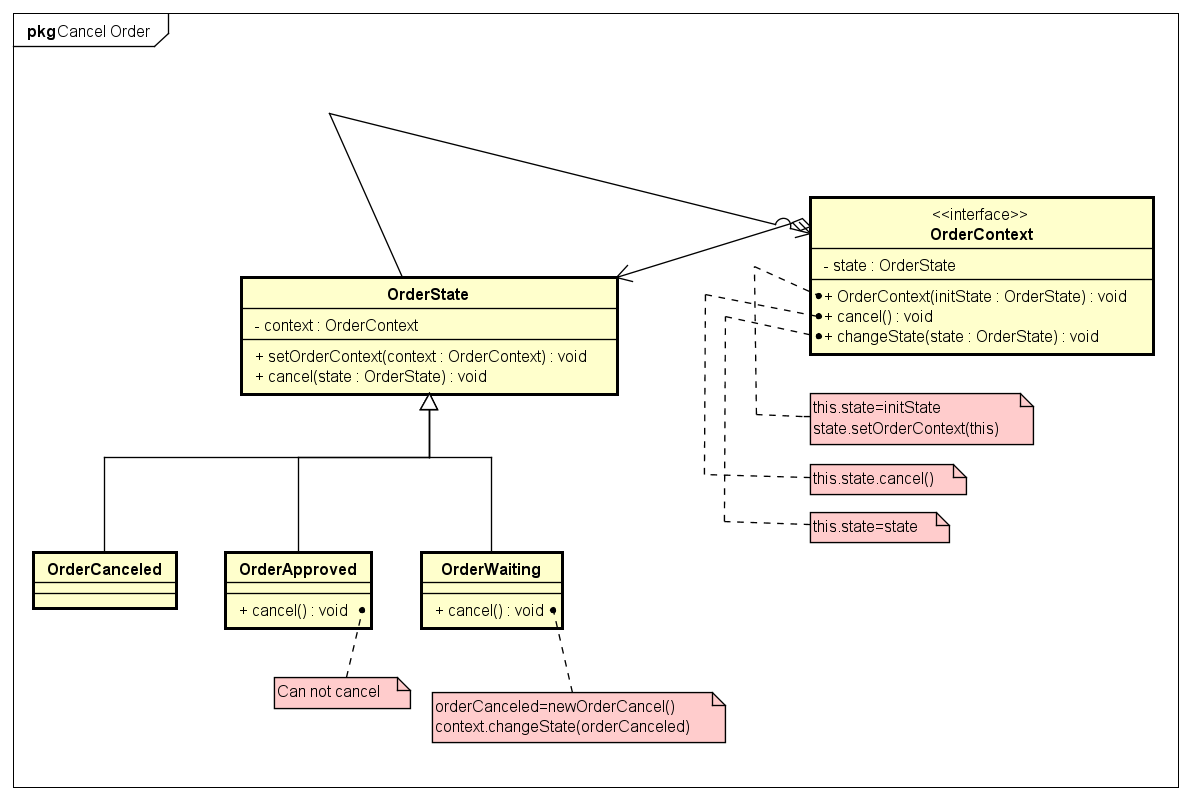 pkg Cancel Order
<<interface>>
OrderContext
- state : OrderState
+ OrderContext(initState : OrderState) : void
+ cancel() : void
+ changeState(state : OrderState) : void
OrderState
- context : OrderContext
+ setOrderContext(context : OrderContext) : void
+ cancel(state : OrderState) : void
this.state=initState
state.setOrderContext(this)
this.state.cancel()
this.state=state
OrderCanceled
OrderApproved
+ cancel() : void
OrderWaiting
+ cancel() : void
Can not cancel
orderCanceled=newOrderCancel()
context.changeState(orderCanceled)